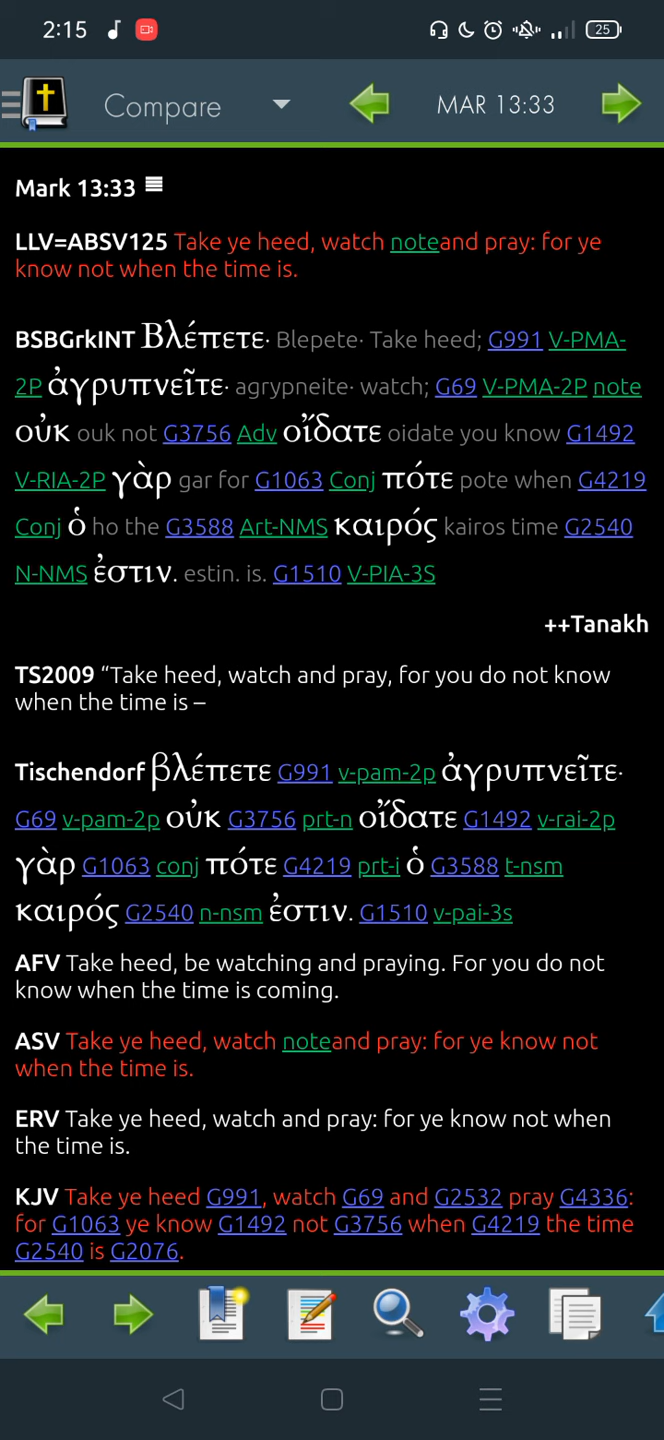 2:15
25
Compare
MAR 13:33
Mark 13:33
LLV=ABSV125 Take ye heed, watch noteand pray: for ye
know not when the time is.
BSBGrkINT Βλέπετε· Blepete· Take heed; G991 V-PMA-
2P ἀγρυπνεῖτε· agrypneite· watch; G69 V-PMA-2P note
οὐκ ouk not G3756 Adv οἴδατε oidate you know G1492
V-RIA-2P γὰρ gar for G1063 Conj πότε pote when G4219
Conj ὁ ho the G3588 Art-NMS καιρός kairos time G2540
N-NMS ἐστιν. estin. is. G1510 V-PIA-3S
++Tanakh
TS2009 “Take heed, watch and pray, for you do not know
when the time is –
Tischendorf βλέπετε G991 v-pam-2p ἀγρυπνεῖτε·
G69 v-pam-2p οὐκ G3756 prt-n οἴδατε G1492 v-rai-2p
γὰρ G1063 conj πότε G4219 prt-i ὁ G3588 t-nsm
καιρός G2540 n-nsm ἐστιν. G1510 v-pai-3s
AFV Take heed, be watching and praying. For you do not
know when the time is coming.
ASV Take ye heed, watch noteand pray: for ye know not
when the time is.
ERV Take ye heed, watch and pray: for ye know not when
the time is.
KJV Take ye heed G991, watch G69 and G2532 pray G4336:
for G1063 ye know G1492 not G3756 when G4219 the time
G2540 is G2076.